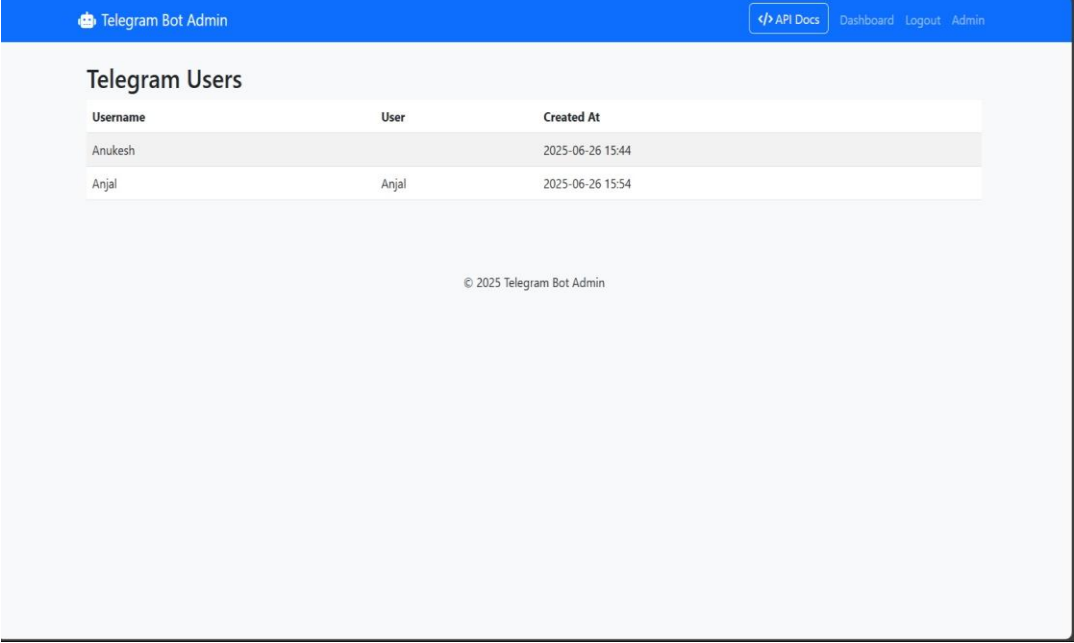 Telegram Bot Admin </> API Docs Dashboard Logout Admin
Telegram Users
Username User Created At
Anukesh 2025-06-26 15:44
Anjal Anjal 2025-06-26 15:54
© 2025 Telegram Bot Admin